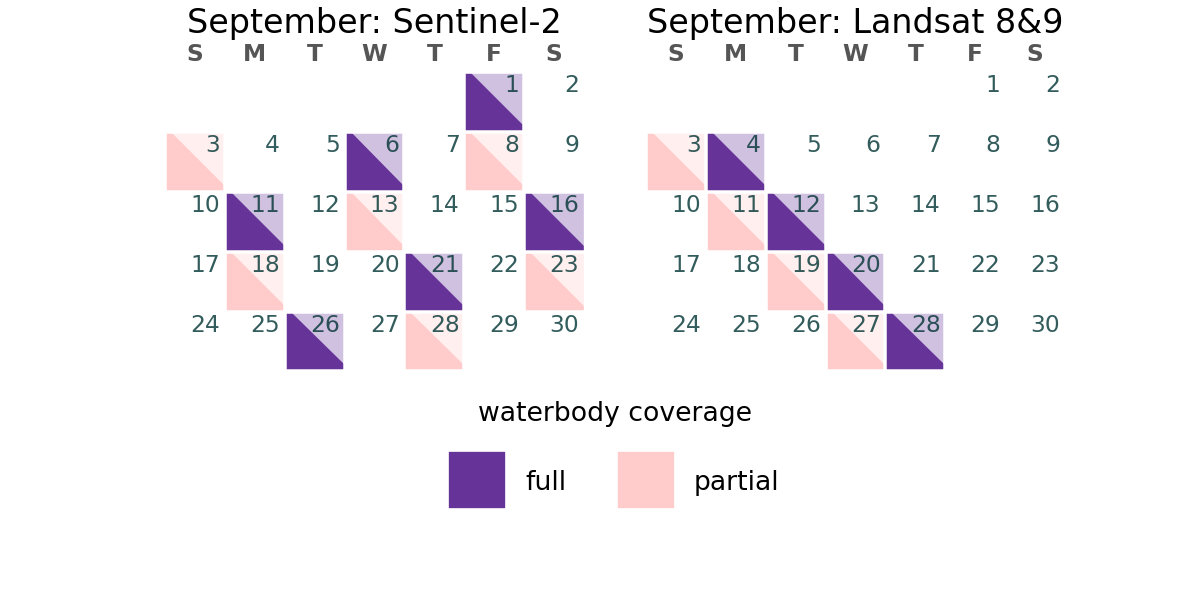 September: Sentinel-2
S M T W T F S
1 2
3 4 5 6 7 8 9
10 11 12 13 14 15 16
17 18 19 20 21 22 23
24 25 26 27 28 29 30
September: Landsat 8&9
S M T W T F S
1 2
3 4 5 6 7 8 9
10 11 12 13 14 15 16
17 18 19 20 21 22 23
24 25 26 27 28 29 30
waterbody coverage
full partial